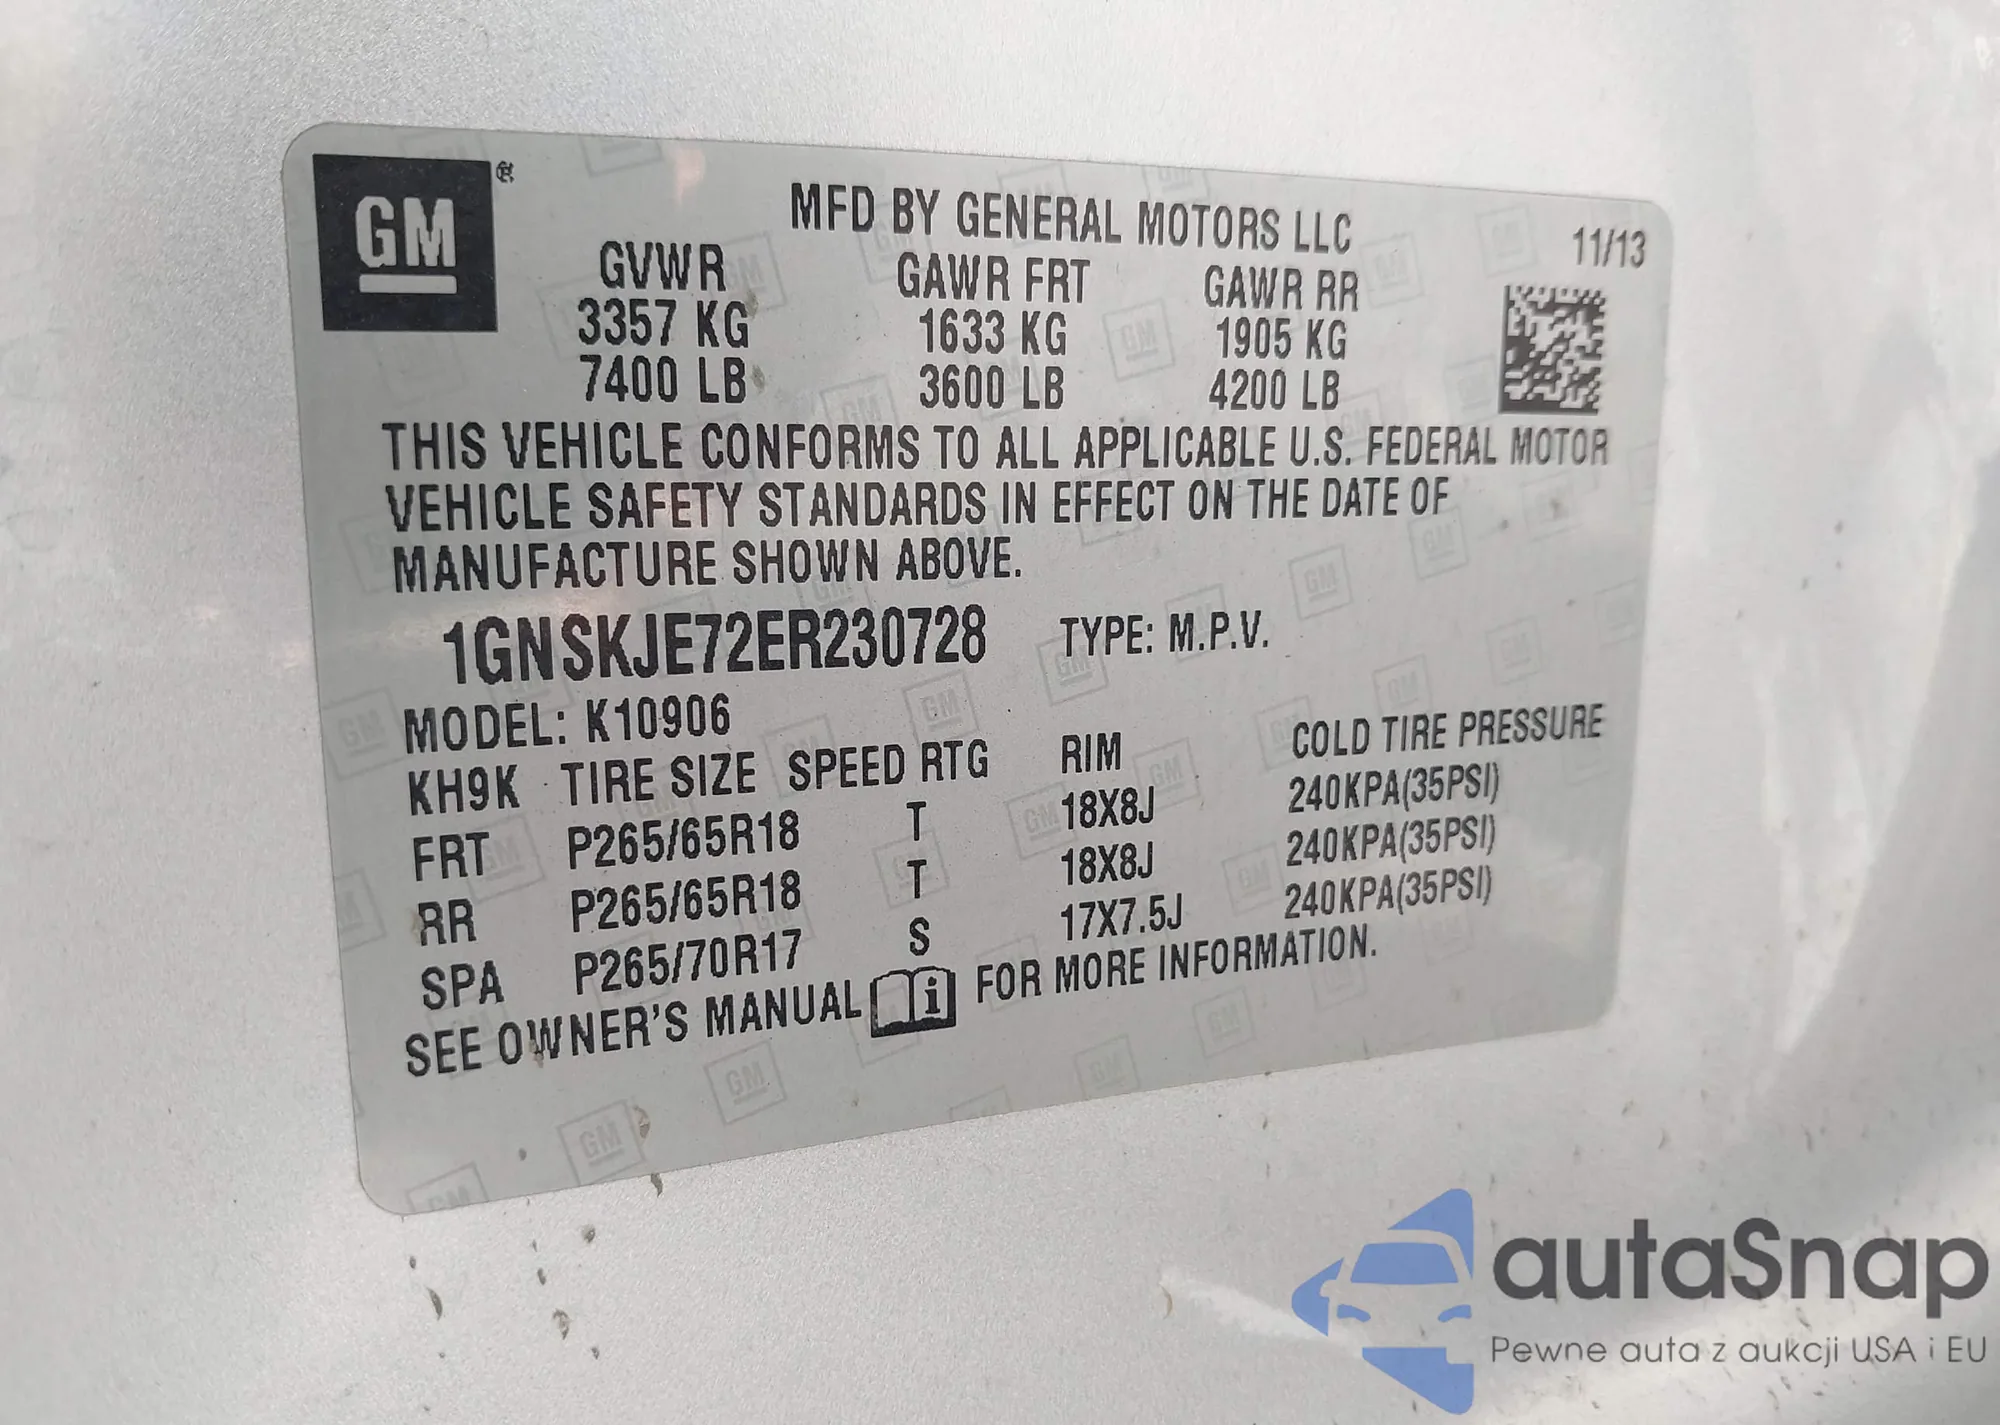 GM ®
MFD BY GENERAL MOTORS LLC 11/13
GVWR GAWR FRT GAWR RR
3357 KG 1633 KG 1905 KG
7400 LB 3600 LB 4200 LB
THIS VEHICLE CONFORMS TO ALL APPLICABLE U.S. FEDERAL MOTOR
VEHICLE SAFETY STANDARDS IN EFFECT ON THE DATE OF
MANUFACTURE SHOWN ABOVE.
1GNSKJE72ER230728 TYPE: M.P.V.
MODEL: K10906
KH9K TIRE SIZE SPEED RTG RIM COLD TIRE PRESSURE
FRT P265/65R18 T 18X8J 240KPA(35PSI)
RR P265/65R18 T 18X8J 240KPA(35PSI)
SPA P265/70R17 S 17X7.5J 240KPA(35PSI)
SEE OWNER'S MANUAL i FOR MORE INFORMATION.
autaSnap
Pewne auta z aukcji USA i EU